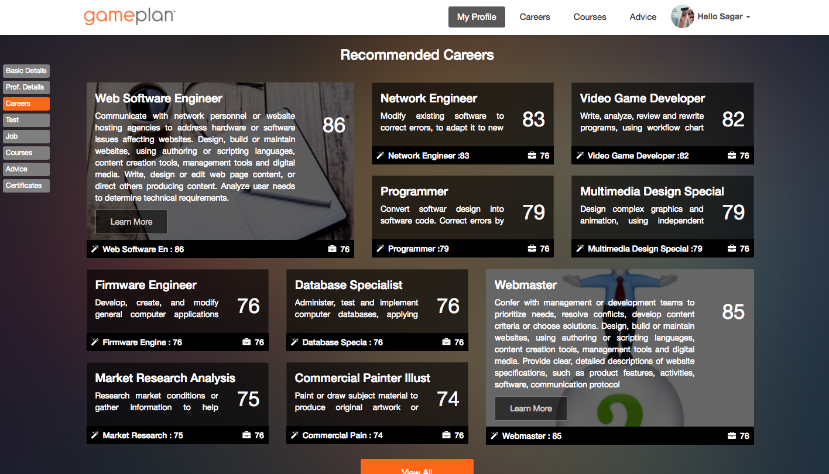 gameplan
My Profile
Careers
Courses
Advice
Hello Sagar
Recommended Careers
Basic Details
Prof. Details
Careers
Test
Job
Courses
Advice
Certificates
Web Software Engineer
Communicate with network personnel or website
hosting agencies to address hardware or software
issues affecting websites. Design, build or maintain
websites, using authoring or scripting languages,
content creation tools, management tools and digital
media. Write, design or edit web page content, or
direct others producing content. Analyze user needs
to determine technical requirements.
86
Learn More
Web Software En : 86
76
Network Engineer
Modify existing software to
correct errors, to adapt it to new
83
Network Engineer :83
76
Video Game Developer
Write, analyze, review and rewrite
programs, using workflow chart
82
Video Game Developer :82
76
Programmer
Convert softwar design into
software code. Correct errors by
79
Programmer :79
76
Multimedia Design Special
Design complex graphics and
animation, using independent
79
Multimedia Design Special :79
76
Firmware Engineer
Develop, create, and modify
general computer applications
76
Firmware Engine : 76
76
Database Specialist
Administer, test and implement
computer databases, applying
76
Database Specia : 76
76
Webmaster
Confer with management or development teams to
prioritize needs, resolve conflicts, develop content
criteria or choose solutions. Design, build or maintain
websites, using authoring or scripting languages,
content creation tools, management tools and digital
media. Provide clear, detailed descriptions of website
specifications, such as product features, activities,
software, communication protocol
85
Learn More
Webmaster : 85
76
Market Research Analysis
Research market conditions or
gather Information to help
75
Market Research : 75
76
Commercial Painter Illust
Paint or draw subject material to
produce original artwork or
74
Commercial Pain : 74
76
View All